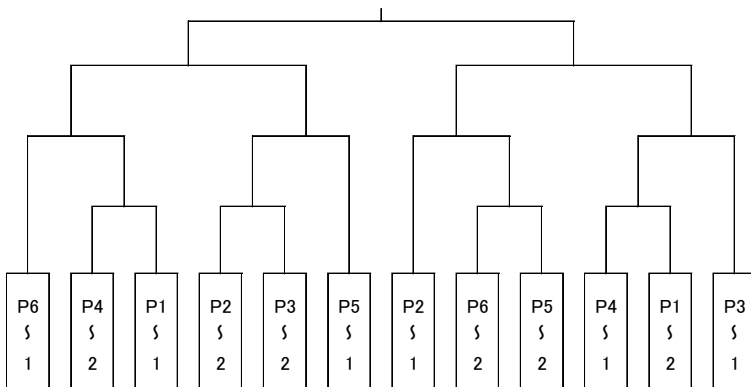 P6 P4 P1 P2 P3 P5 P2 P6 P5 P4 P1 P3
〜 〜 〜 〜 〜 〜 〜 〜 〜 〜 〜 〜
1 2 1 2 2 1 1 2 2 1 2 1